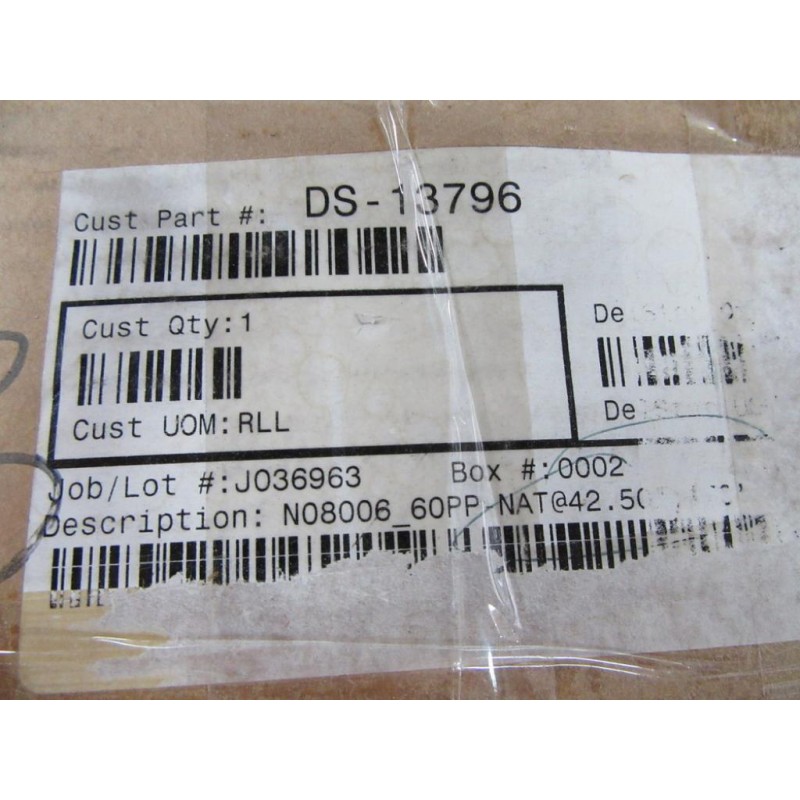 Cust Part #: DS-13796
Cust Qty:1
Cust UOM:RLL
Job/Lot #:J036963 Box #:0002
Description: N08006_60PP-NAT@42.50